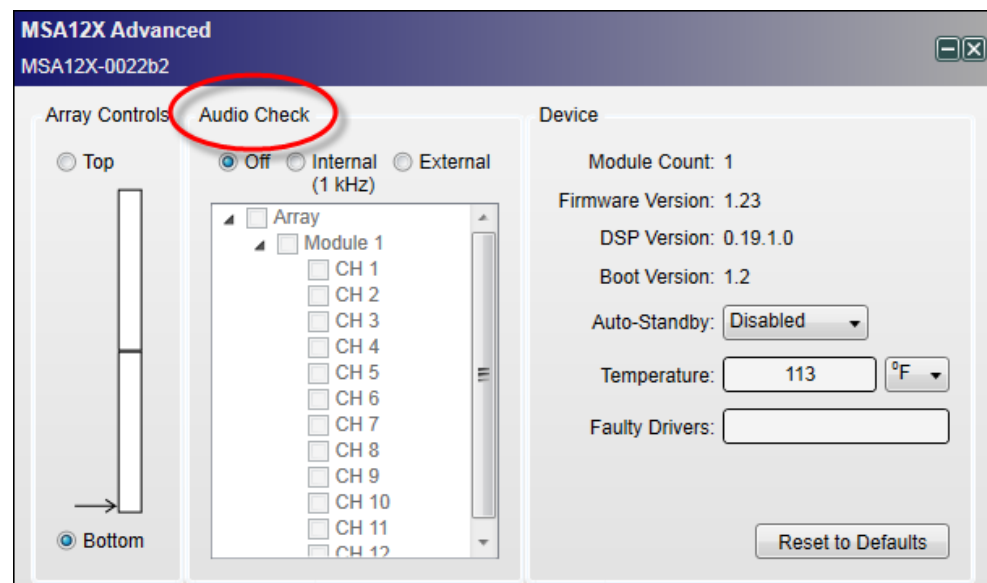 MSA12X Advanced
MSA12X-0022b2
Array Controls
Top
Bottom
Audio Check
Off Internal External
(1 kHz)
Array
Module 1
CH 1
CH 2
CH 3
CH 4
CH 5
CH 6
CH 7
CH 8
CH 9
CH 10
CH 11
CH 12
Device
Module Count: 1
Firmware Version: 1.23
DSP Version: 0.19.1.0
Boot Version: 1.2
Auto-Standby: Disabled
Temperature: 113 ºF
Faulty Drivers:
Reset to Defaults